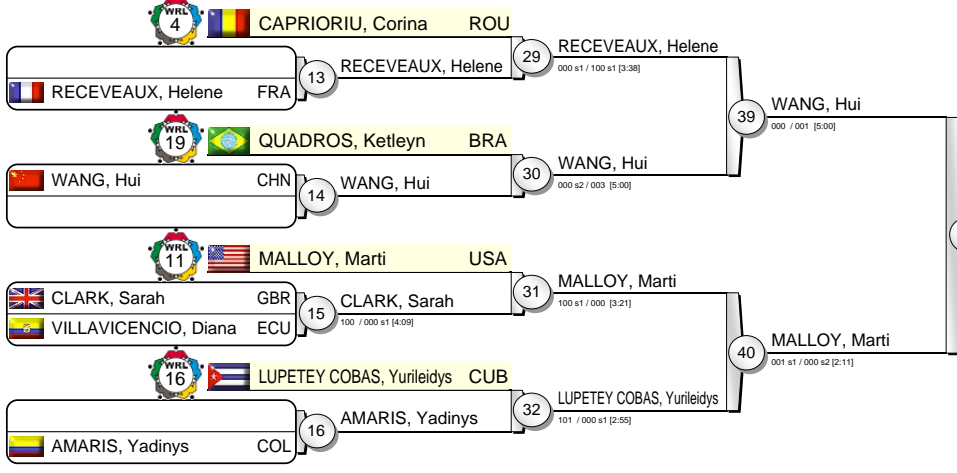 WRL
4
CAPRIORIU, Corina ROU
RECEVEAUX, Helene FRA
13
RECEVEAUX, Helene
29
RECEVEAUX, Helene
000 s1 / 100 s1 [3:38]
WRL
19
QUADROS, Ketleyn BRA
WANG, Hui CHN
14
WANG, Hui
30
WANG, Hui
000 s2 / 003 [5:00]
39
WANG, Hui
000 / 001 [5:00]
WRL
11
MALLOY, Marti USA
CLARK, Sarah GBR
VILLAVICENCIO, Diana ECU
15
CLARK, Sarah
100 / 000 s1 [4:09]
31
MALLOY, Marti
100 s1 / 000 [3:21]
WRL
16
LUPETEY COBAS, Yurileidys CUB
AMARIS, Yadinys COL
16
AMARIS, Yadinys
32
LUPETEY COBAS, Yurileidys
101 / 000 s1 [2:55]
40
MALLOY, Marti
001 s1 / 000 s2 [2:11]